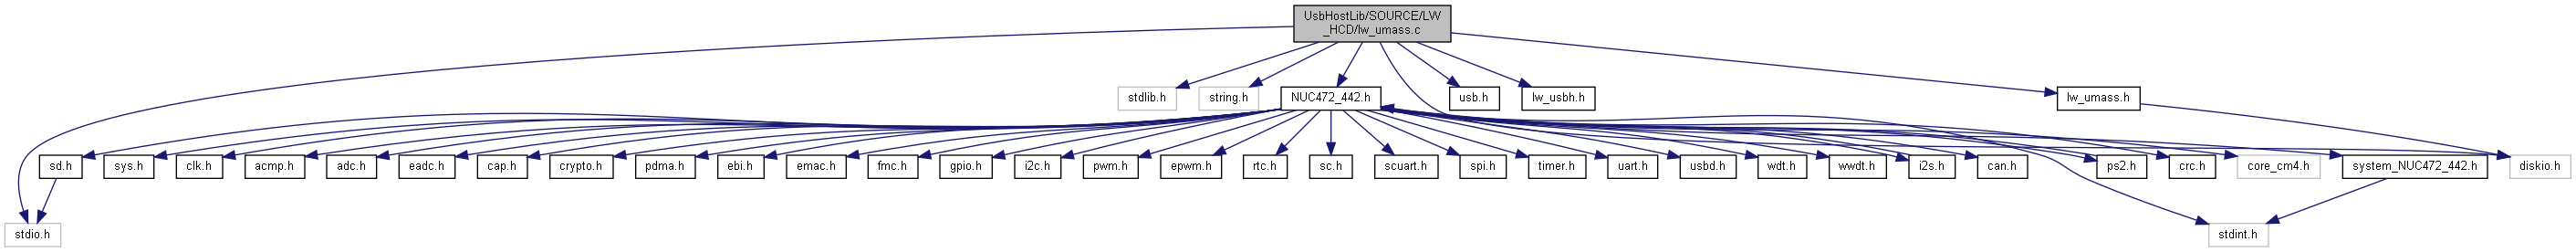 UsbHostLib/SOURCE/LW
_HCD/lw_umass.c
stdlib.h
string.h
NUC472_442.h
usb.h
lw_usbh.h
lw_umass.h
sd.h
sys.h
clk.h
acmp.h
adc.h
eadc.h
cap.h
crypto.h
pdma.h
ebi.h
emac.h
fmc.h
gpio.h
i2c.h
pwm.h
epwm.h
rtc.h
sc.h
scuart.h
spi.h
timer.h
uart.h
usbd.h
wdt.h
wwdt.h
i2s.h
can.h
ps2.h
crc.h
core_cm4.h
system_NUC472_442.h
diskio.h
stdio.h
stdint.h